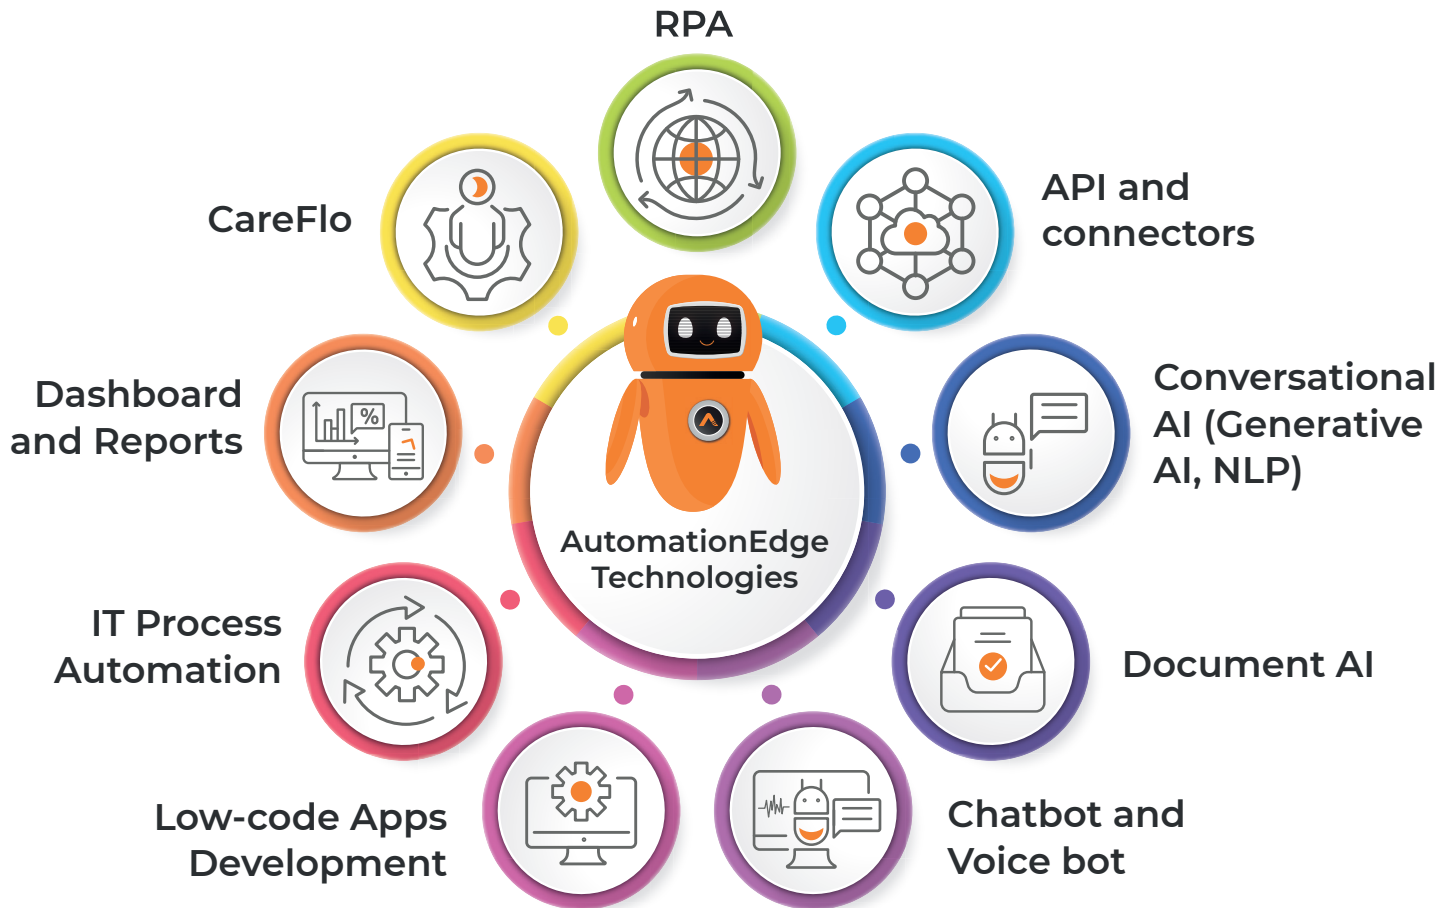 RPA
API and
connectors
Conversational
AI (Generative
AI, NLP)
Document AI
Chatbot and
Voice bot
Low-code Apps
Development
IT Process
Automation
Dashboard
and Reports
%
CareFlo
AutomationEdge
Technologies